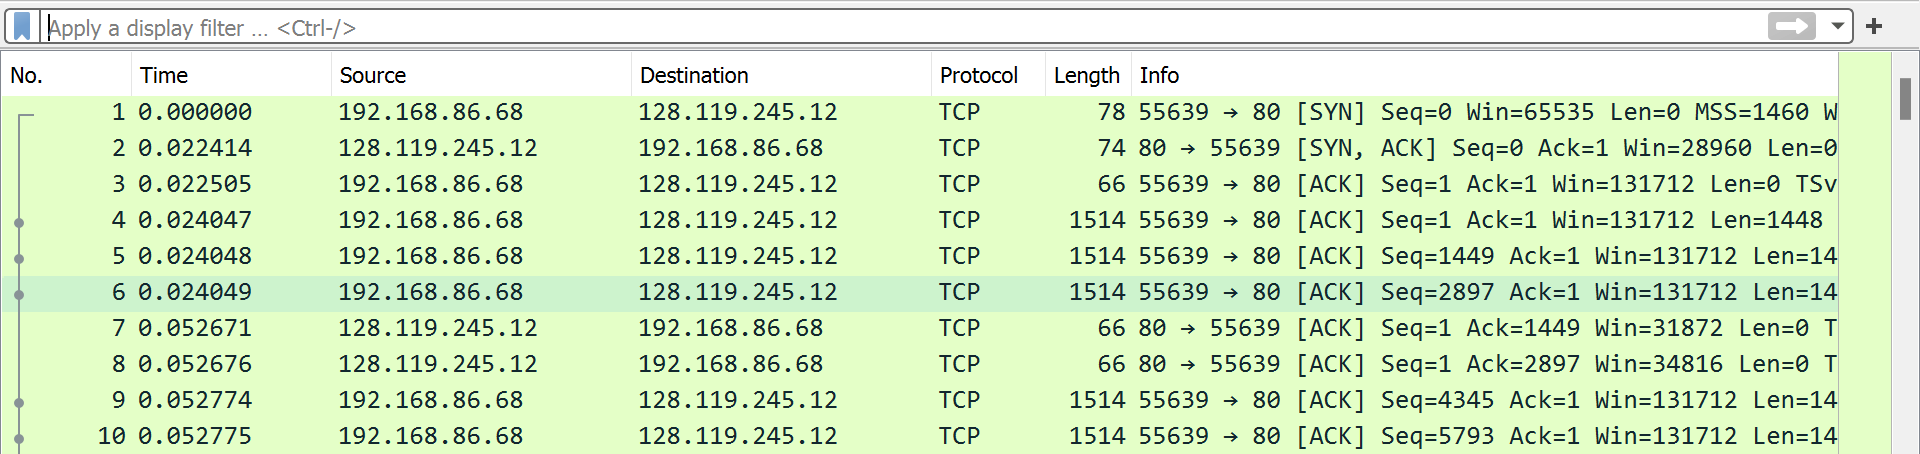 Apply a display filter ... <Ctrl-/>
No. Time Source Destination Protocol Length Info
1 0.000000 192.168.86.68 128.119.245.12 TCP 78 55639 → 80 [SYN] Seq=0 Win=65535 Len=0 MSS=1460 W
2 0.022414 128.119.245.12 192.168.86.68 TCP 74 80 → 55639 [SYN, ACK] Seq=0 Ack=1 Win=28960 Len=0
3 0.022505 192.168.86.68 128.119.245.12 TCP 66 55639 → 80 [ACK] Seq=1 Ack=1 Win=131712 Len=0 TSv
4 0.024047 192.168.86.68 128.119.245.12 TCP 1514 55639 → 80 [ACK] Seq=1 Ack=1 Win=131712 Len=1448
5 0.024048 192.168.86.68 128.119.245.12 TCP 1514 55639 → 80 [ACK] Seq=1449 Ack=1 Win=131712 Len=14
6 0.024049 192.168.86.68 128.119.245.12 TCP 1514 55639 → 80 [ACK] Seq=2897 Ack=1 Win=131712 Len=14
7 0.052671 128.119.245.12 192.168.86.68 TCP 66 80 → 55639 [ACK] Seq=1 Ack=1449 Win=31872 Len=0 T
8 0.052676 128.119.245.12 192.168.86.68 TCP 66 80 → 55639 [ACK] Seq=1 Ack=2897 Win=34816 Len=0 T
9 0.052774 192.168.86.68 128.119.245.12 TCP 1514 55639 → 80 [ACK] Seq=4345 Ack=1 Win=131712 Len=14
10 0.052775 192.168.86.68 128.119.245.12 TCP 1514 55639 → 80 [ACK] Seq=5793 Ack=1 Win=131712 Len=14